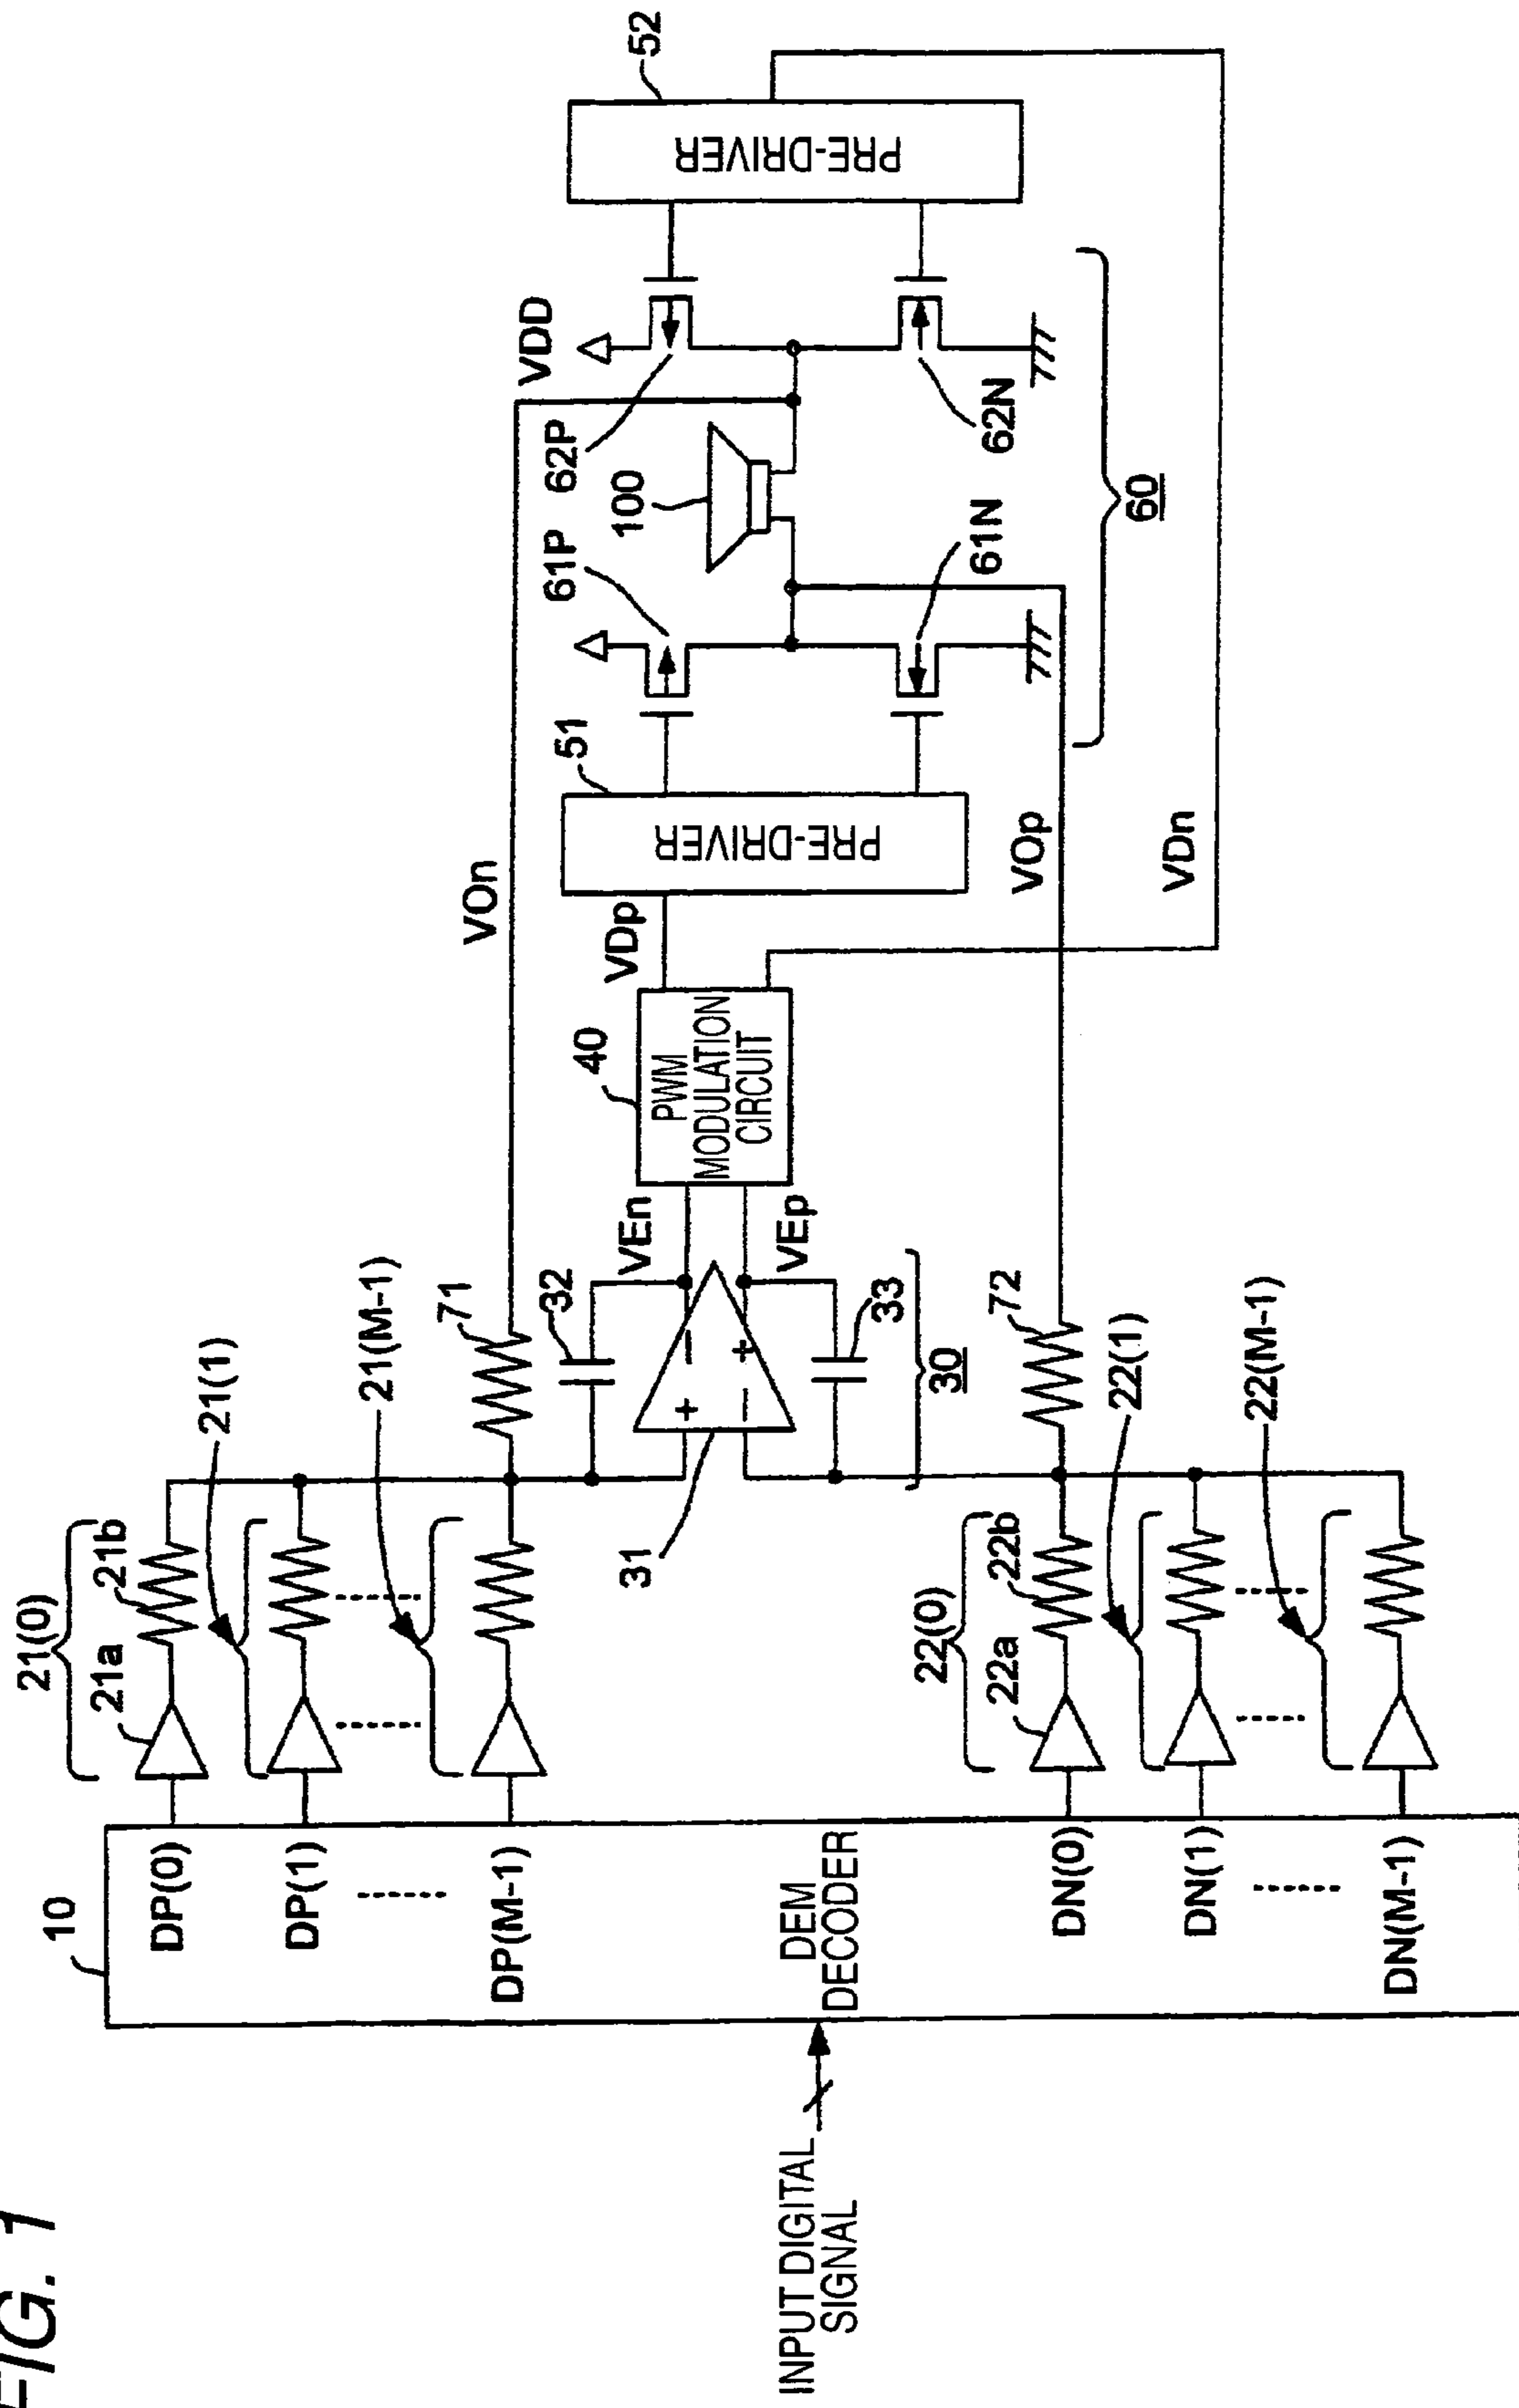 FIG. 1
INPUT DIGITAL
SIGNAL
10
DP(0)
DP(1)
DP(M-1)
DEM
DECODER
DN(0)
DN(1)
DN(M-1)
21(0)
21a
21b
21(1)
21(M-1)
22(0)
22a
22b
22(1)
22(M-1)
71
72
31
32
33
30
+
−
−
+
VEn
VEp
40
PWM
MODULATION
CIRCUIT
VDp
VOn
VOp
VDn
51
PRE-DRIVER
61P
61N
100
VDD
62P
62N
60
52
PRE-DRIVER